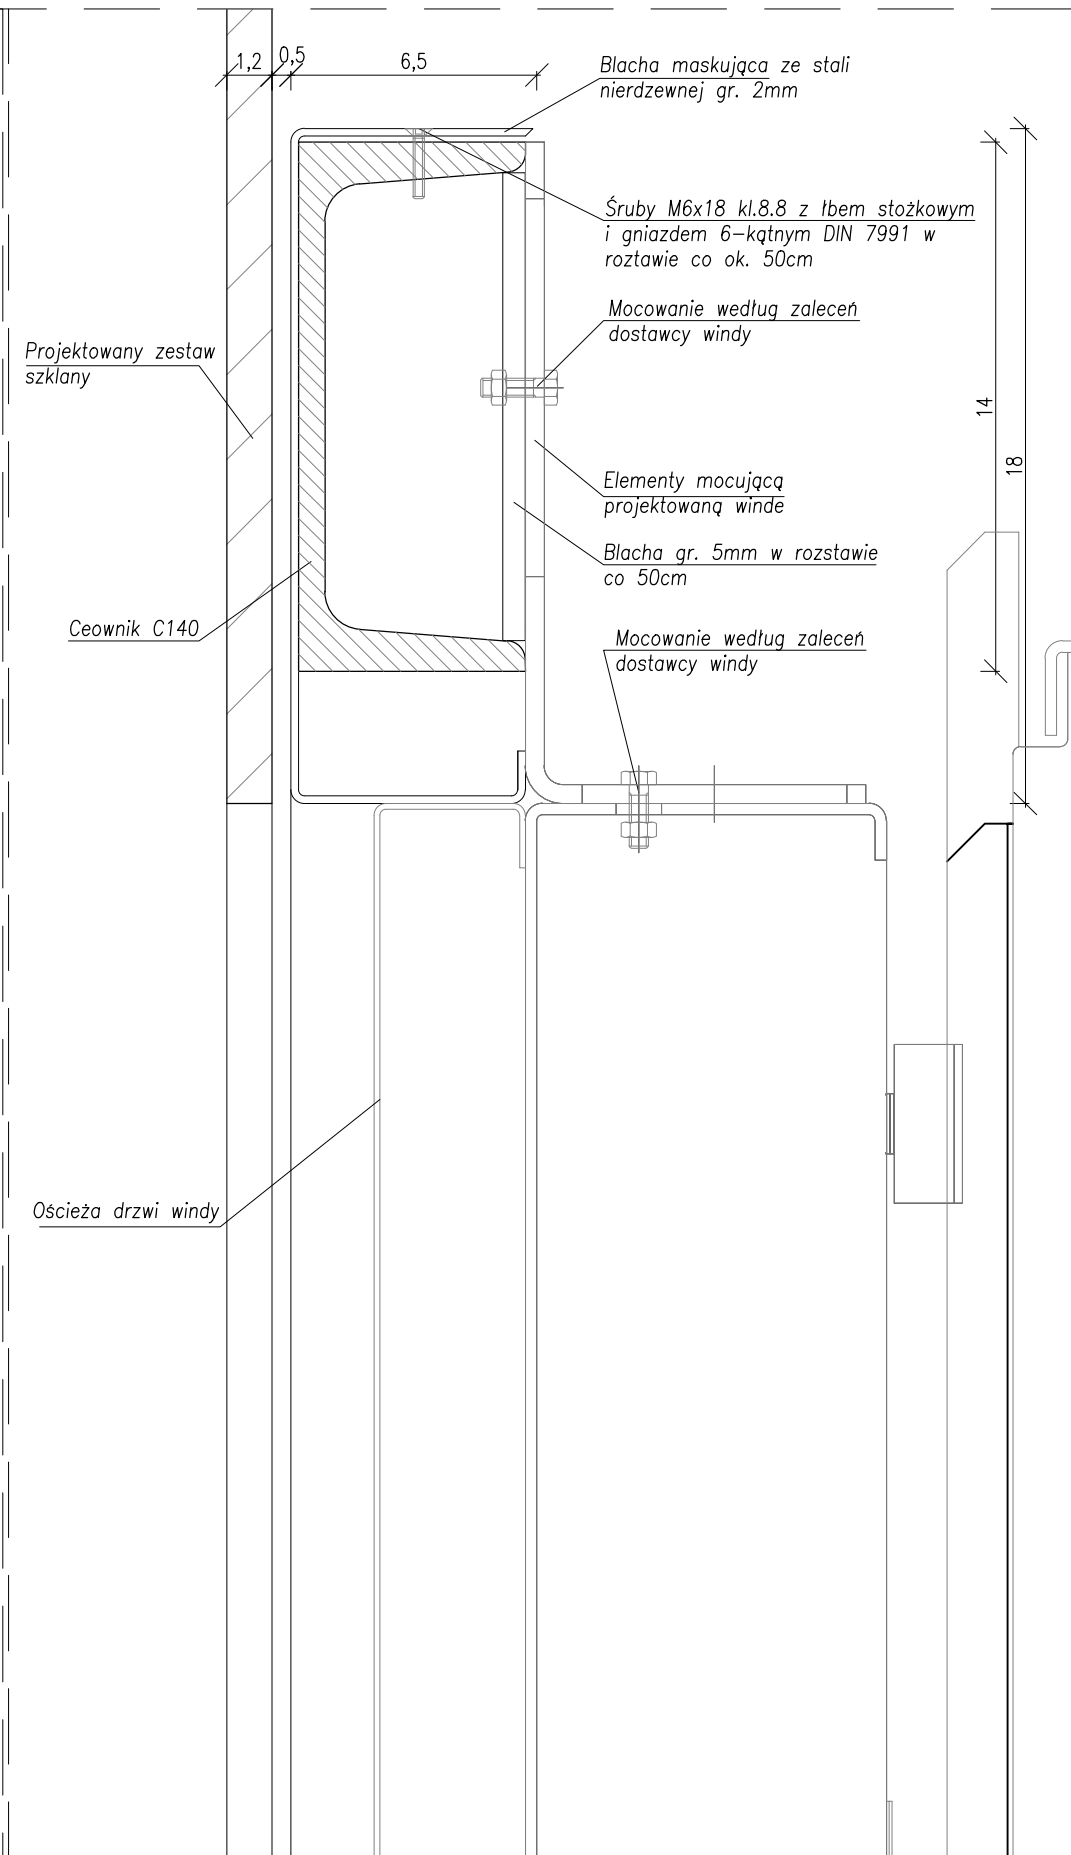 1,2
0,5
6,5
Blacha maskująca ze stali
nierdzewnej gr. 2mm
Śruby M6x18 kl.8.8 z łbem stożkowym
i gniazdem 6-kątnym DIN 7991 w
roztawie co ok. 50cm
Mocowanie według zaleceń
dostawcy windy
Projektowany zestaw
szklany
14
18
Elementy mocującą
projektowaną winde
Blacha gr. 5mm w rozstawie
co 50cm
Ceownik C140
Mocowanie według zaleceń
dostawcy windy
Ościeża drzwi windy